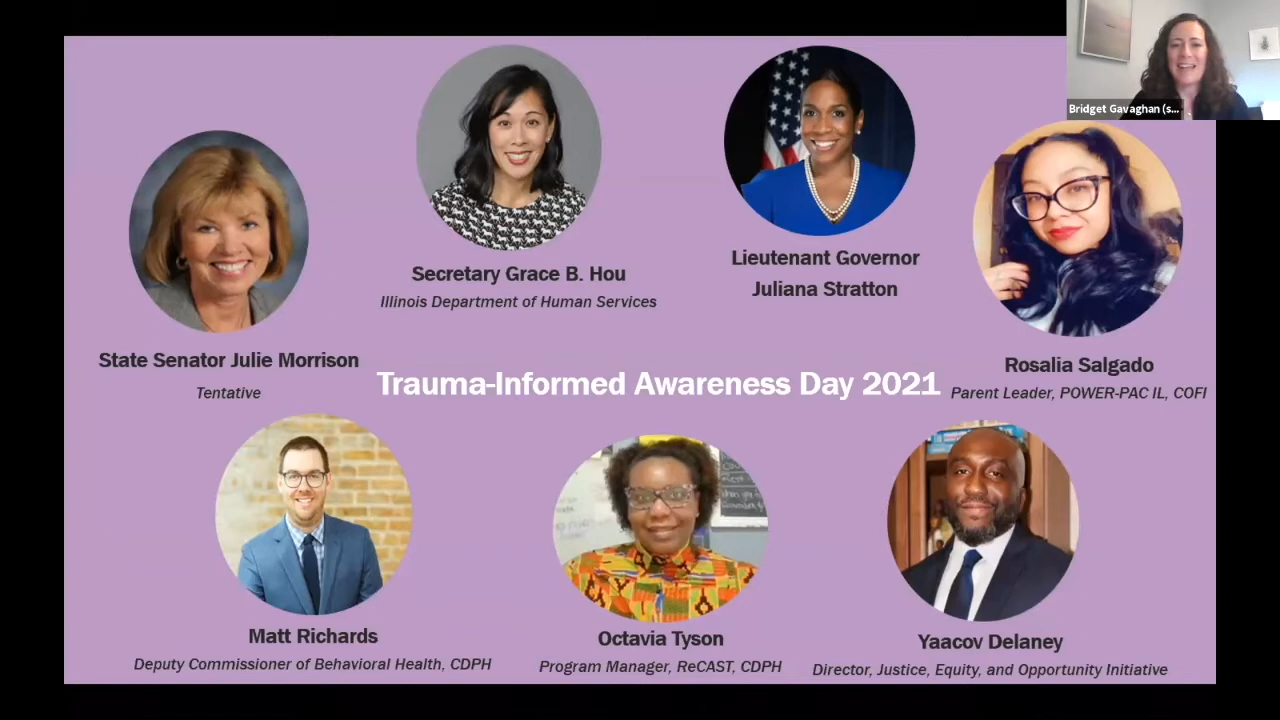 Bridget Gavaghan (s...
Secretary Grace B. Hou
Illinois Department of Human Services
Lieutenant Governor
Juliana Stratton
State Senator Julie Morrison
Tentative
Rosalia Salgado
Parent Leader, POWER-PAC IL, COFI
Trauma-Informed Awareness Day 2021
Matt Richards
Deputy Commissioner of Behavioral Health, CDPH
Octavia Tyson
Program Manager, ReCAST, CDPH
Yaacov Delaney
Director, Justice, Equity, and Opportunity Initiative